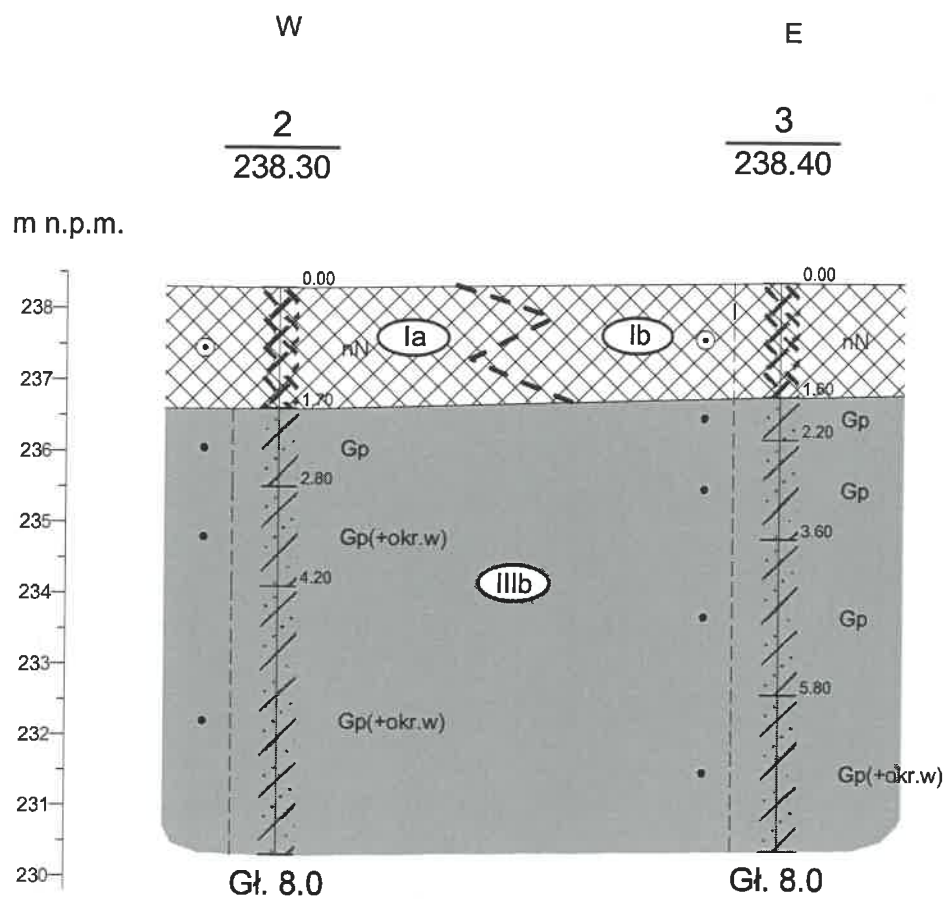 W E
2 3
238.30 238.40
m n.p.m.
0.00 0.00
238
Ia Ib
nN nN
237
1.70 1.60
Gp
2.20
236
Gp
2.80
Gp
235
Gp(+okr.w)
3.60
4.20
234
IIIb
Gp
233
5.80
232
Gp(+okr.w)
Gp(+okr.w)
231
230
Gł. 8.0 Gł. 8.0